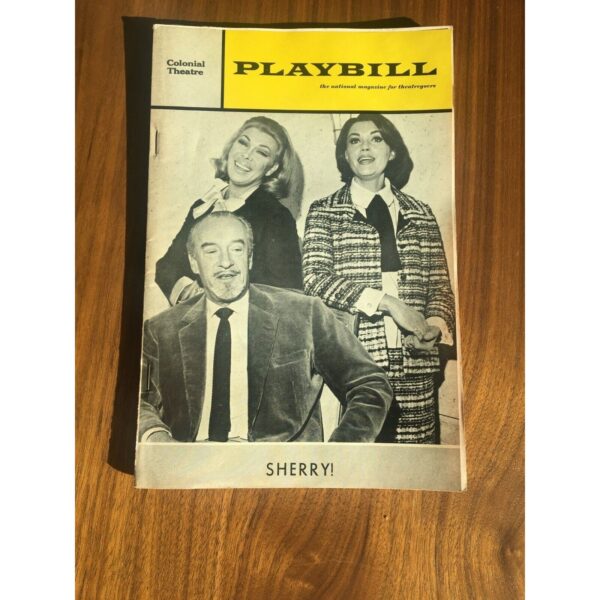 Colonial
Theatre
PLAYBILL
the national magazine for theatregoers
SHERRY!